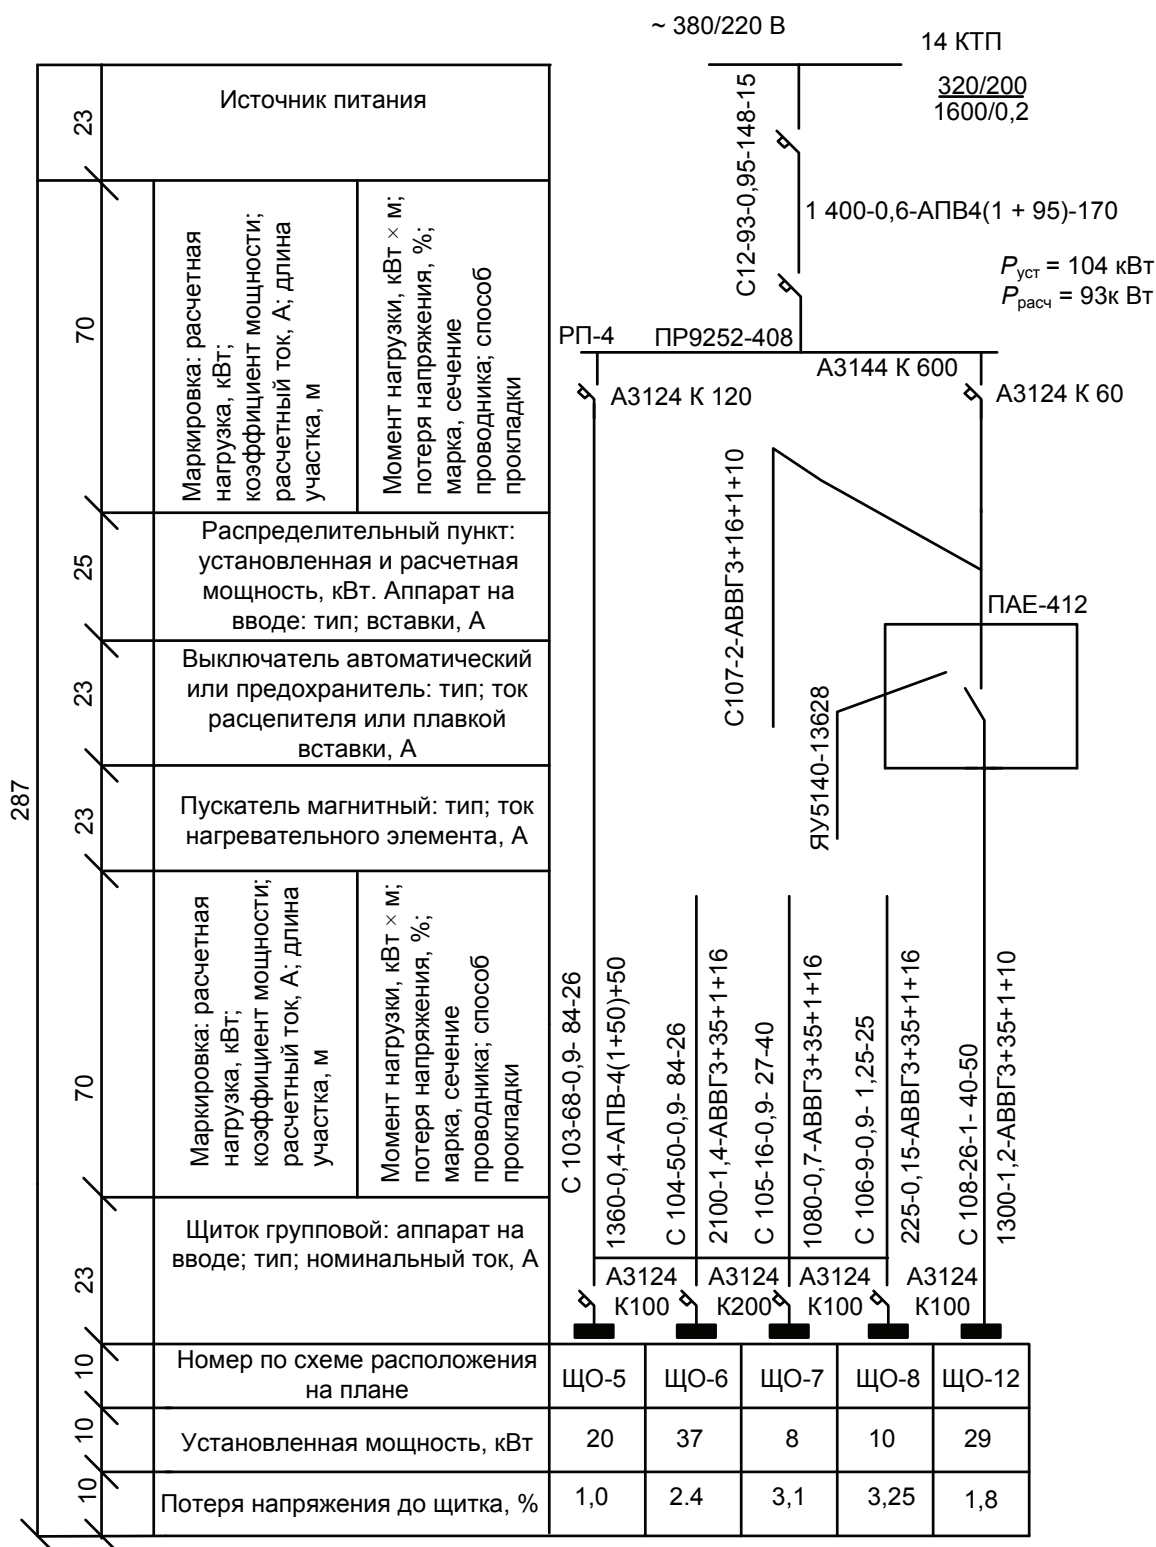 ~ 380/220 В
14 КТП
320/200
1600/0,2
С12-93-0,95-148-15
1 400-0,6-АПВ4(1 + 95)-170
Pуст = 104 кВт
Pрасч = 93к Вт
РП-4
ПР9252-408
А3144 К 600
А3124 К 120
А3124 К 60
С107-2-АВВГ3+16+1+10
ПАЕ-412
ЯУ5140-13628
287
23
Источник питания
70
Маркировка: расчетная
нагрузка, кВт;
коэффициент мощности;
расчетный ток, А; длина
участка, м
Момент нагрузки, кВт × м;
потеря напряжения, %;
марка, сечение
проводника; способ
прокладки
25
Распределительный пункт:
установленная и расчетная
мощность, кВт. Аппарат на
вводе: тип; вставки, А
23
Выключатель автоматический
или предохранитель: тип; ток
расцепителя или плавкой
вставки, А
23
Пускатель магнитный: тип; ток
нагревательного элемента, А
70
Маркировка: расчетная
нагрузка, кВт;
коэффициент мощности;
расчетный ток, А; длина
участка, м
Момент нагрузки, кВт × м;
потеря напряжения, %;
марка, сечение
проводника; способ
прокладки
С 103-68-0,9- 84-26
1360-0,4-АПВ-4(1+50)+50
С 104-50-0,9- 84-26
2100-1,4-АВВГ3+35+1+16
С 105-16-0,9- 27-40
1080-0,7-АВВГ3+35+1+16
С 106-9-0,9- 1,25-25
225-0,15-АВВГ3+35+1+16
С 108-26-1- 40-50
1300-1,2-АВВГ3+35+1+10
23
Щиток групповой: аппарат на
вводе; тип; номинальный ток, А
А3124
К100
А3124
К200
А3124
К100
А3124
К100
10
Номер по схеме расположения
на плане
ЩО-5 ЩО-6 ЩО-7 ЩО-8 ЩО-12
10
Установленная мощность, кВт
20 37 8 10 29
10
Потеря напряжения до щитка, %
1,0 2.4 3,1 3,25 1,8